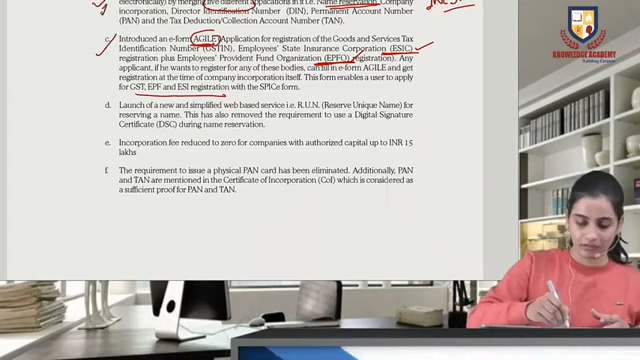 electronically) by merging five different applications in it i.e. Name reservation, Company
incorporation, Director Identification Number (DIN), Permanent Account Number
(PAN) and the Tax Deduction/Collection Account Number (TAN).
c. Introduced an e-form AGILE (Application for registration of the Goods and Services Tax
Identification Number (GSTIN), Employees' State Insurance Corporation (ESIC)
registration plus Employees' Provident Fund Organization (EPFO) registration). Any
applicant, if he wants to register for any of these bodies, can fill in e-form AGILE and get
registration at the time of company incorporation itself. This form enables a user to apply
for GST, EPF and ESI registration with the SPICe form.
d. Launch of a new and simplified web based service i.e. R.U.N. (Reserve Unique Name) for
reserving a name. This has also removed the requirement to use a Digital Signature
Certificate (DSC) during name reservation.
e. Incorporation fee reduced to zero for companies with authorized capital up to INR 15
lakhs
f. The requirement to issue a physical PAN card has been eliminated. Additionally, PAN
and TAN are mentioned in the Certificate of Incorporation (CoI) which is considered as
a sufficient proof for PAN and TAN.
KNOWLEDGE ACADEMY
Building Career